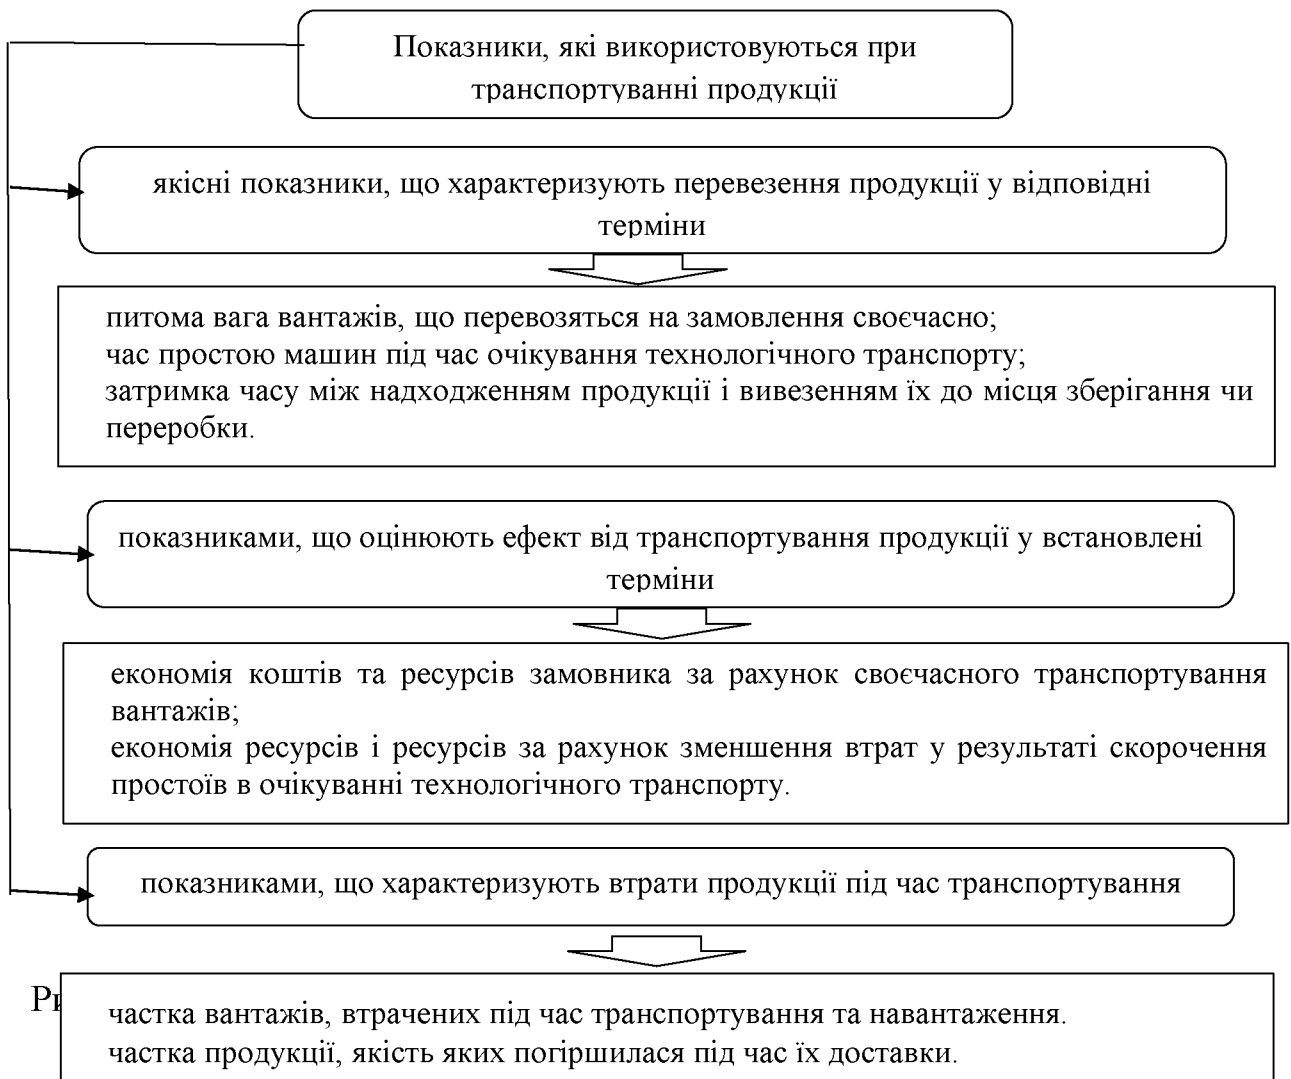 Показники, які використовуються при
транспортуванні продукції
якісні показники, що характеризують перевезення продукції у відповідні
терміни
питома вага вантажів, що перевозяться на замовлення своєчасно;
час простою машин під час очікування технологічного транспорту;
затримка часу між надходженням продукції і вивезенням їх до місця зберігання чи
переробки.
показниками, що оцінюють ефект від транспортування продукції у встановлені
терміни
економія коштів та ресурсів замовника за рахунок своєчасного транспортування
вантажів;
економія ресурсів і ресурсів за рахунок зменшення втрат у результаті скорочення
простоїв в очікуванні технологічного транспорту.
показниками, що характеризують втрати продукції під час транспортування
частка вантажів, втрачених під час транспортування та навантаження.
частка продукції, якість яких погіршилася під час їх доставки.